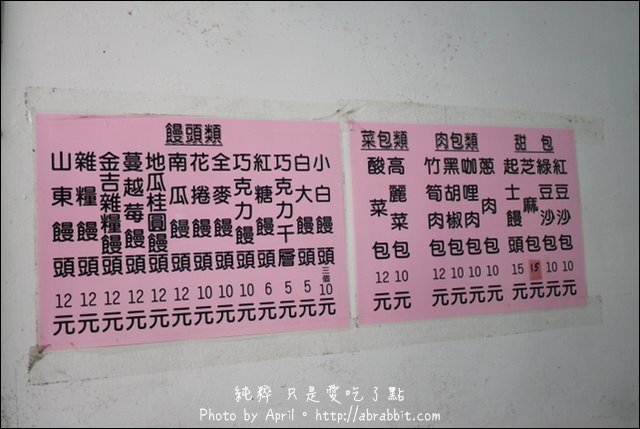 甜 包
紅豆沙包10元
綠豆沙包10元
芝麻包15元
起士饅頭15元
肉包類
蔥肉包10元
咖哩肉包10元
黑胡椒包10元
竹筍肉包12元
菜包類
高麗菜包10元
酸菜包12元
饅頭類
小白饅頭三個10元
白大饅頭5元
巧克力千層5元
紅糖饅頭6元
巧克力饅頭10元
全麥饅頭10元
花捲饅頭10元
南瓜饅頭12元
地瓜桂圓饅頭12元
蔓越莓饅頭12元
金吉雜糧饅頭12元
雜糧饅頭12元
山東饅頭12元
純粹 只是愛吃了點
Photo by April。http://abrabbit.com